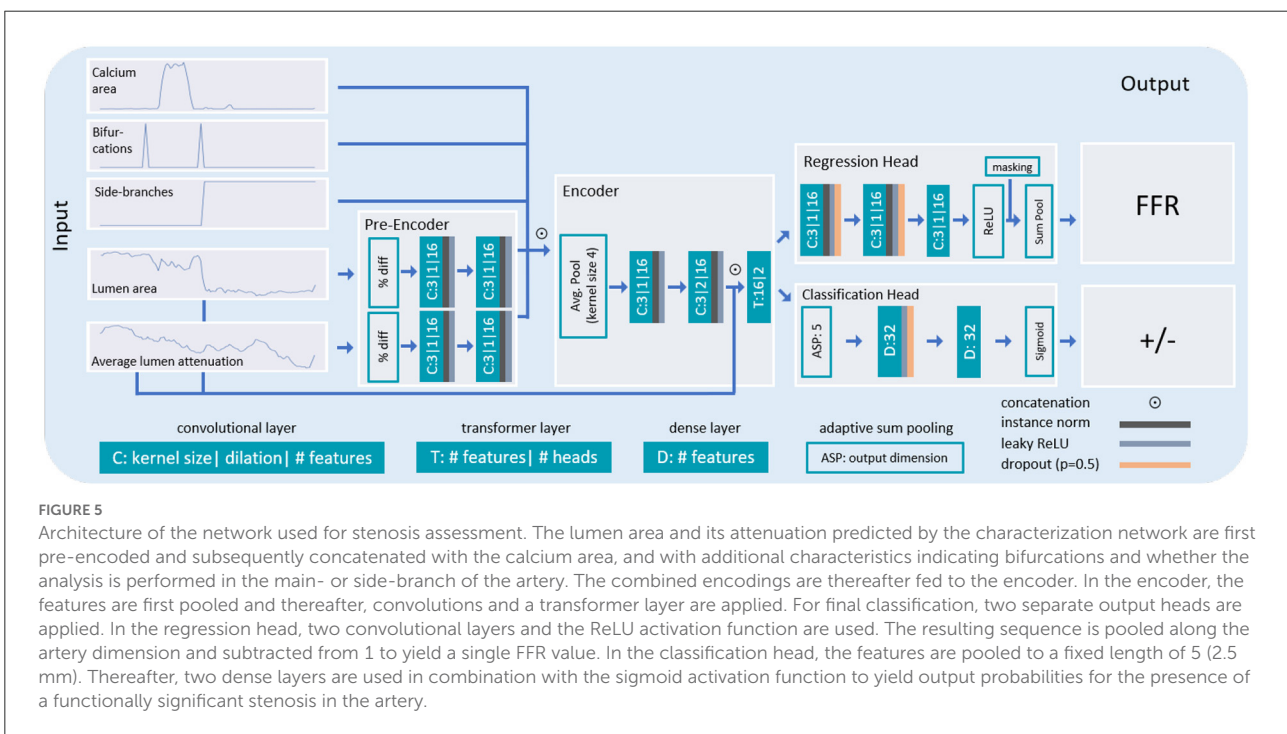 Input
Calcium
area
Bifur-
cations
Side-branches
Lumen area
Average lumen attenuation
Pre-Encoder
% diff
C:3|1|16
C:3|1|16
% diff
C:3|1|16
C:3|1|16
⊙
Encoder
Avg. Pool
(kernel size 4)
C:3|1|16
C:3|2|16
⊙
T:16|2
Output
Regression Head
masking
C:3|1|16
C:3|1|16
C:3|1|16
ReLU
Sum Pool
FFR
Classification Head
ASP: 5
D:32
D: 32
Sigmoid
+/-
convolutional layer
C: kernel size| dilation| # features
transformer layer
T: # features| # heads
dense layer
D: # features
adaptive sum pooling
ASP: output dimension
concatenation ⊙
instance norm
leaky ReLU
dropout (p=0.5)
FIGURE 5
Architecture of the network used for stenosis assessment. The lumen area and its attenuation predicted by the characterization network are first
pre-encoded and subsequently concatenated with the calcium area, and with additional characteristics indicating bifurcations and whether the
analysis is performed in the main- or side-branch of the artery. The combined encodings are thereafter fed to the encoder. In the encoder, the
features are first pooled and thereafter, convolutions and a transformer layer are applied. For final classification, two separate output heads are
applied. In the regression head, two convolutional layers and the ReLU activation function are used. The resulting sequence is pooled along the
artery dimension and subtracted from 1 to yield a single FFR value. In the classification head, the features are pooled to a fixed length of 5 (2.5
mm). Thereafter, two dense layers are used in combination with the sigmoid activation function to yield output probabilities for the presence of
a functionally significant stenosis in the artery.